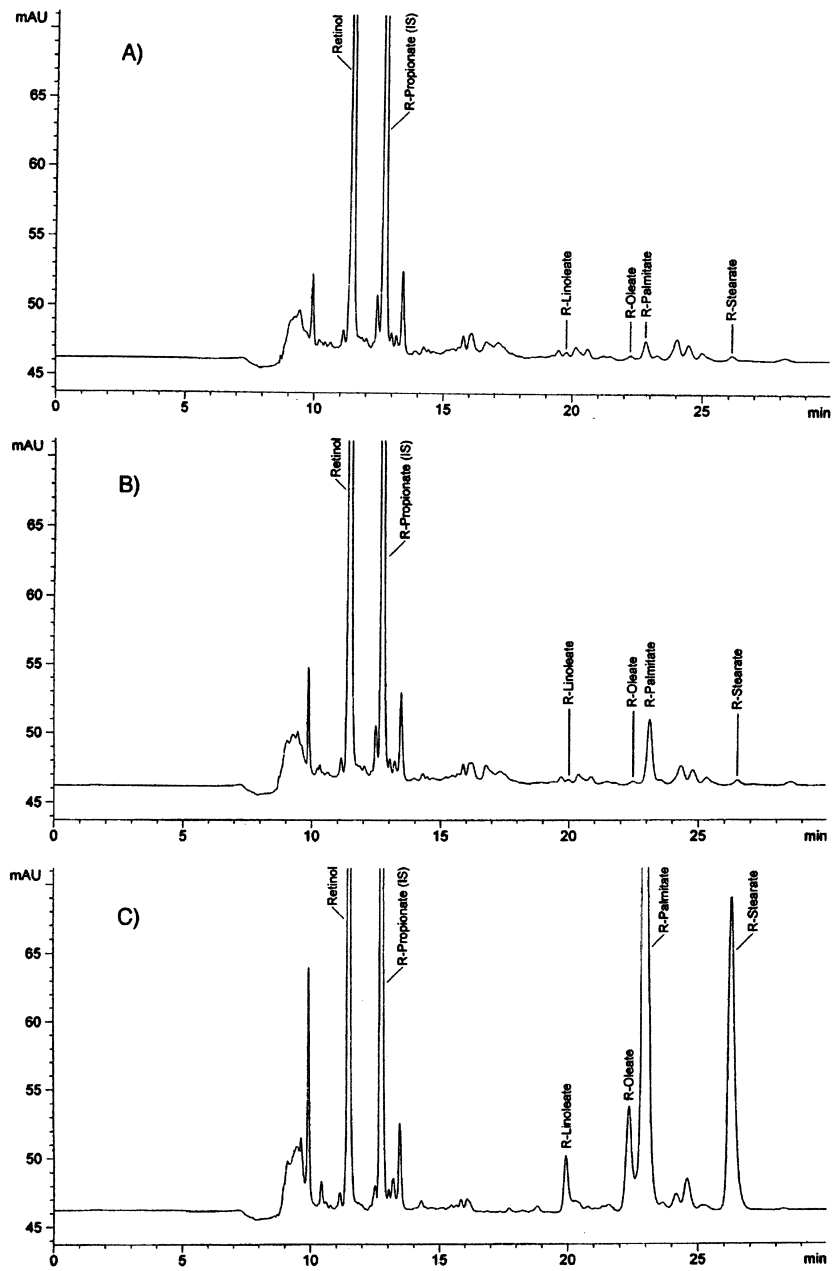 mAU
A)
Retinol
R-Propionate (IS)
65
60
55
50
45
R-Linoleate
R-Oleate
R-Palmitate
R-Stearate
0 5 10 15 20 25 min
mAU
B)
Retinol
R-Propionate (IS)
65
60
55
50
45
R-Linoleate
R-Oleate
R-Palmitate
R-Stearate
0 5 10 15 20 25 min
mAU
C)
Retinol
R-Propionate (IS)
R-Palmitate
R-Stearate
65
60
55
50
45
R-Linoleate
R-Oleate
0 5 10 15 20 25 min